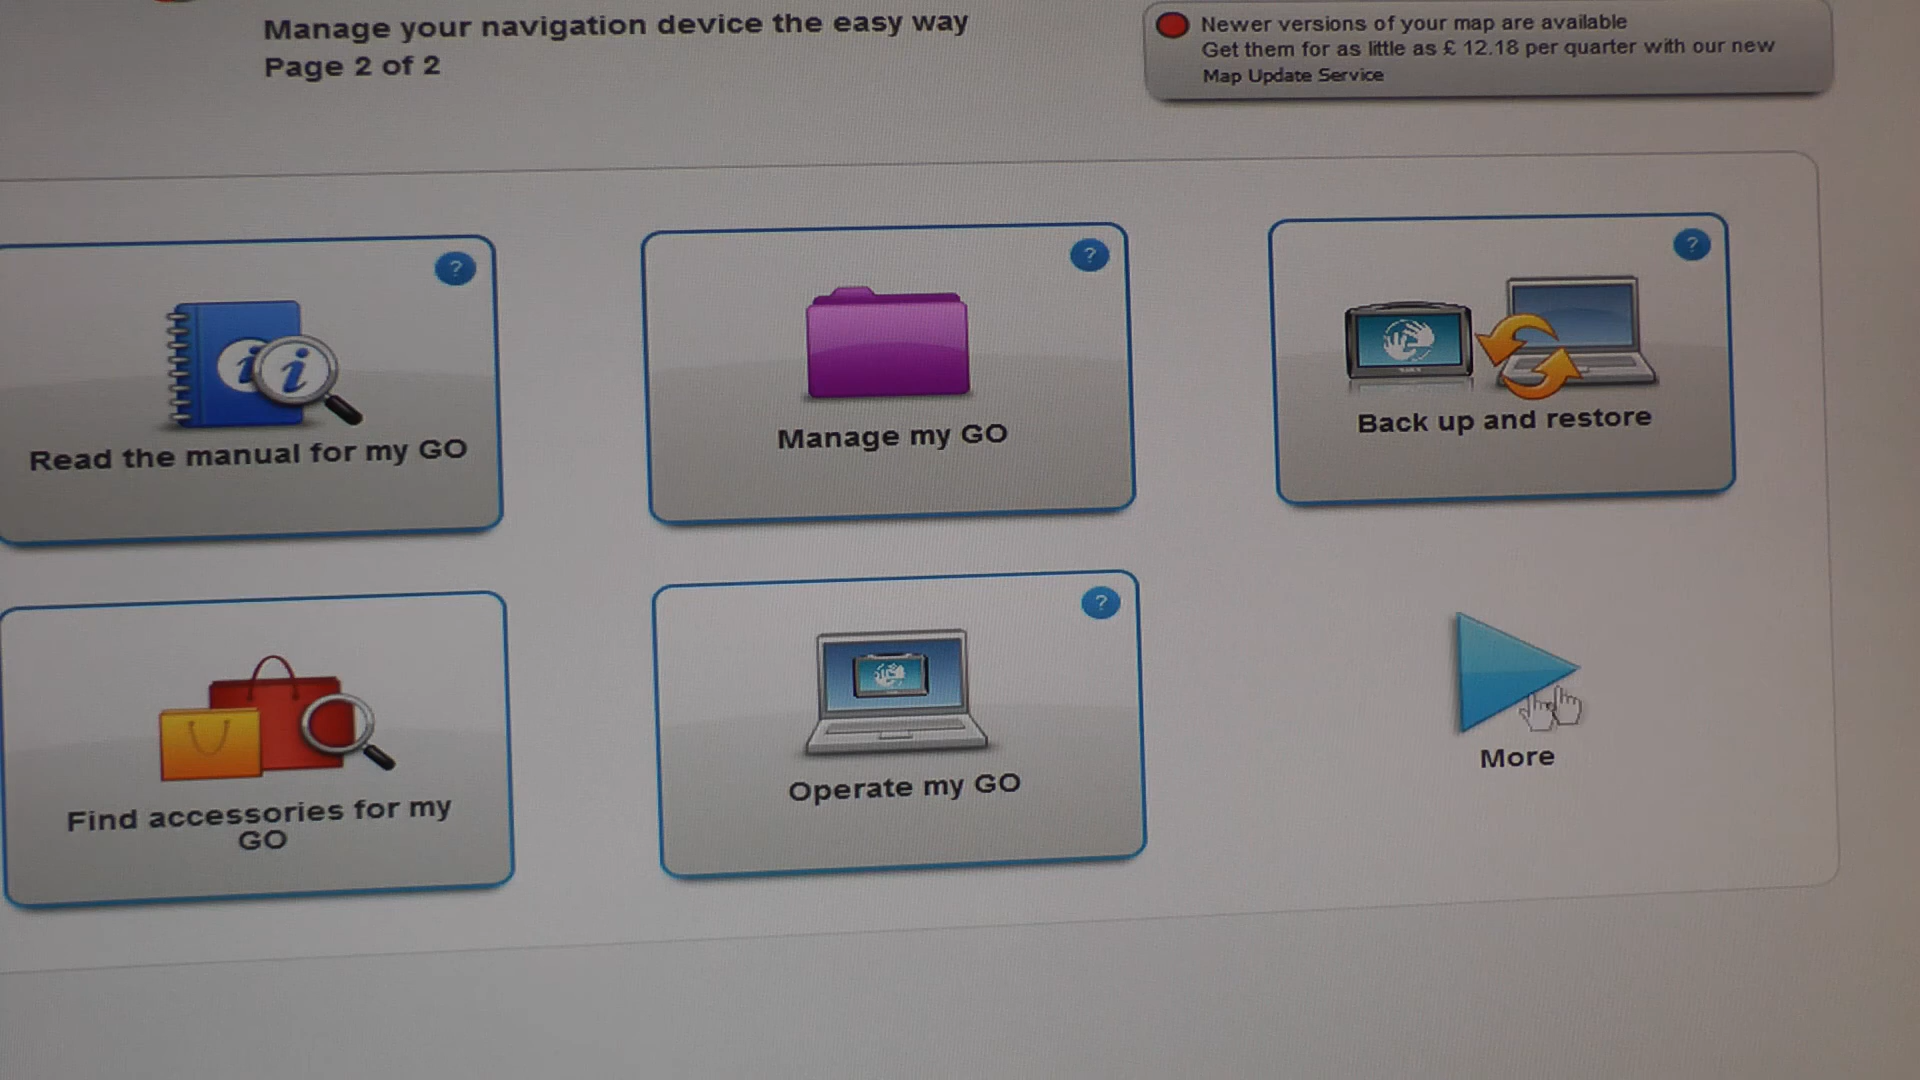 Manage your navigation device the easy way
Page 2 of 2
Newer versions of your map are available
Get them for as little as £ 12.18 per quarter with our new
Map Update Service
?
?
?
i i
Read the manual for my GO
Manage my GO
Back up and restore
?
Find accessories for my
GO
Operate my GO
More